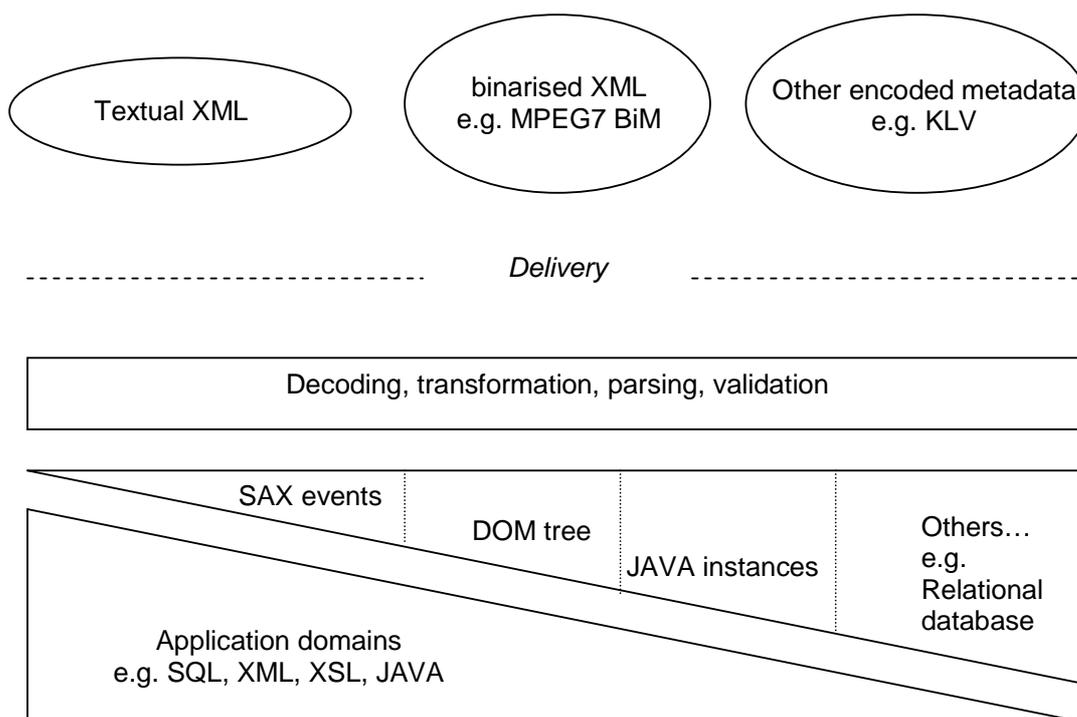 Textual XML
binarised XML
e.g. MPEG7 BiM
Other encoded metadata
e.g. KLV
Delivery
Decoding, transformation, parsing, validation
SAX events
DOM tree
JAVA instances
Others…
e.g.
Relational
database
Application domains
e.g. SQL, XML, XSL, JAVA